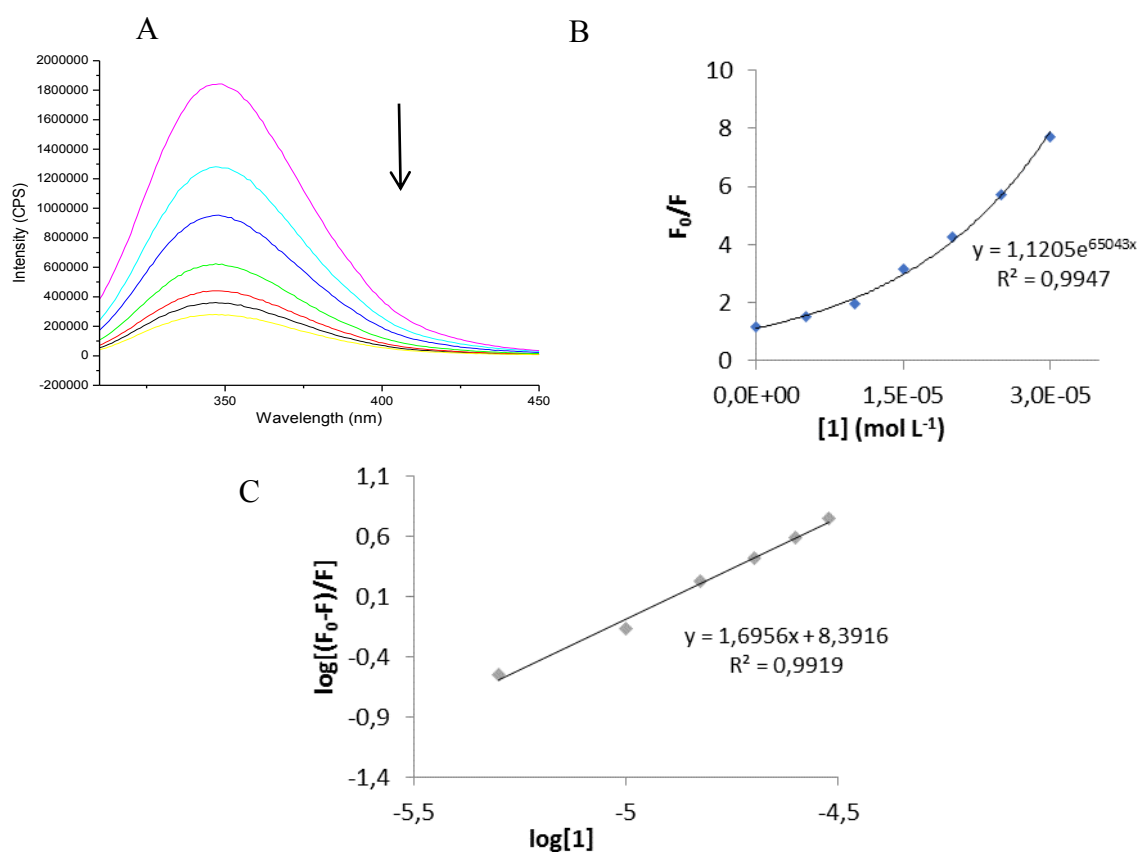 A
2000000
1800000
1600000
1400000
1200000
1000000
800000
600000
400000
200000
0
-200000
Intensity (CPS)
350
400
450
Wavelength (nm)
B
10
8
6
4
2
0
F₀/F
y = 1,1205e⁶⁵⁰⁴³ˣ
R² = 0,9947
0,0E+00
1,5E-05
3,0E-05
[1] (mol L⁻¹)
C
1,1
0,6
0,1
-0,4
-0,9
-1,4
log[(F₀-F)/F]
y = 1,6956x + 8,3916
R² = 0,9919
-5,5
-5
-4,5
log[1]